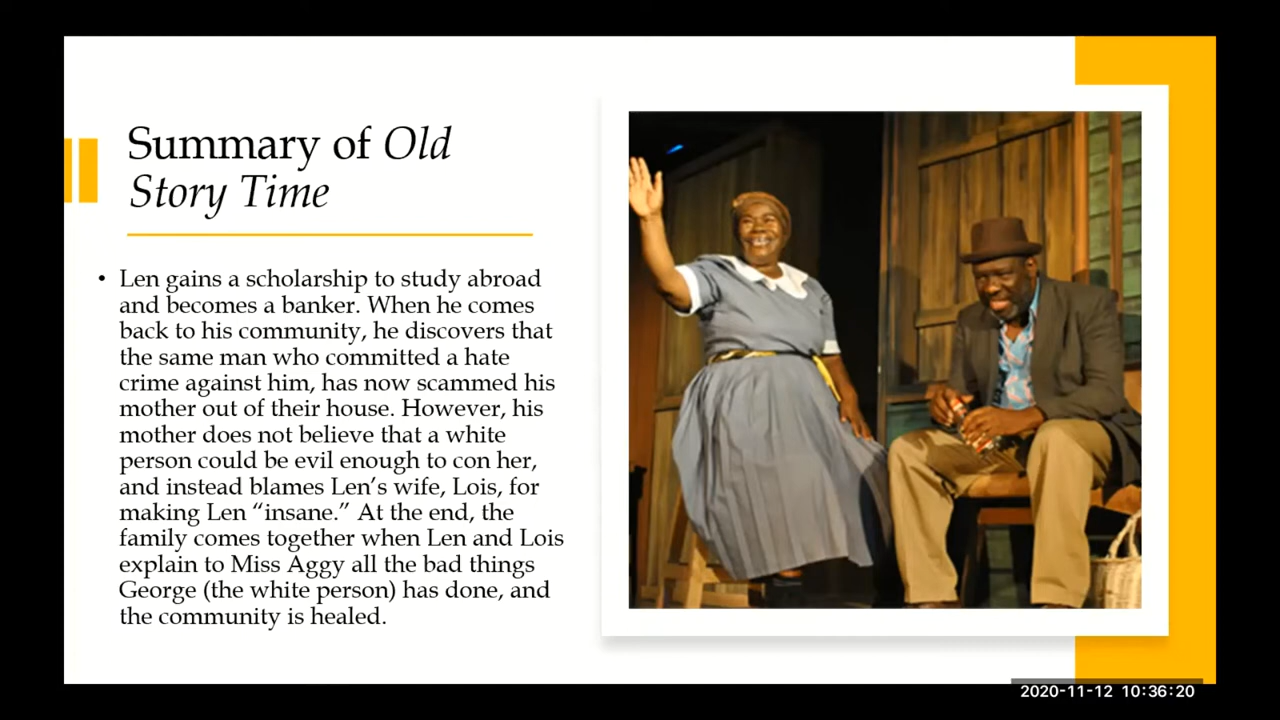 Summary of Old
Story Time
• Len gains a scholarship to study abroad
and becomes a banker. When he comes
back to his community, he discovers that
the same man who committed a hate
crime against him, has now scammed his
mother out of their house. However, his
mother does not believe that a white
person could be evil enough to con her,
and instead blames Len’s wife, Lois, for
making Len “insane.” At the end, the
family comes together when Len and Lois
explain to Miss Aggy all the bad things
George (the white person) has done, and
the community is healed.
2020-11-12 10:36:20